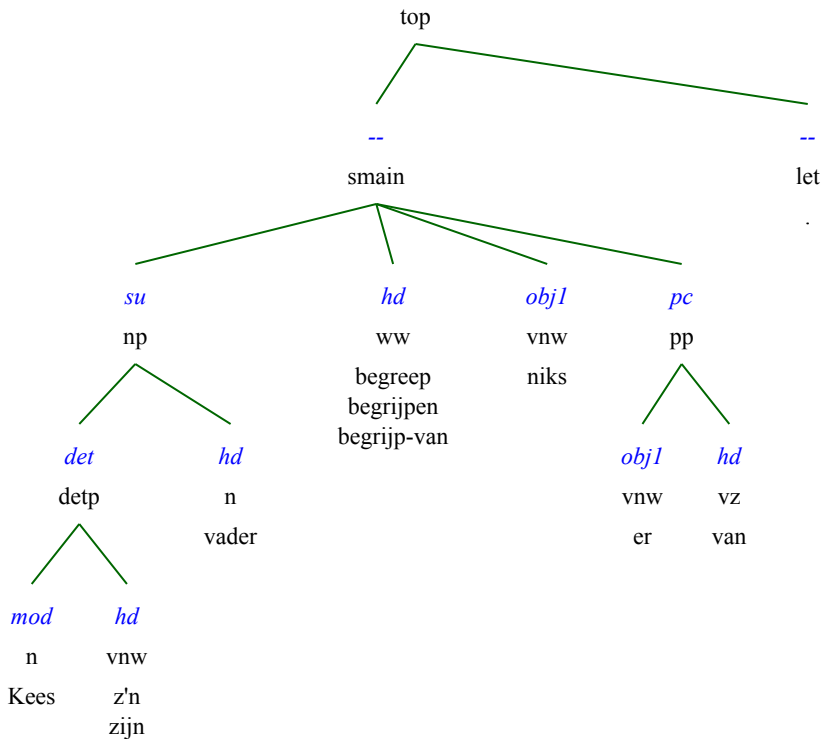 top
-- --
smain let
.
su hd obj1 pc
np ww vnw pp
begreep niks
begrijpen
begrijp-van
det hd obj1 hd
detp n vnw vz
vader er van
mod hd
n vnw
Kees z'n
zijn